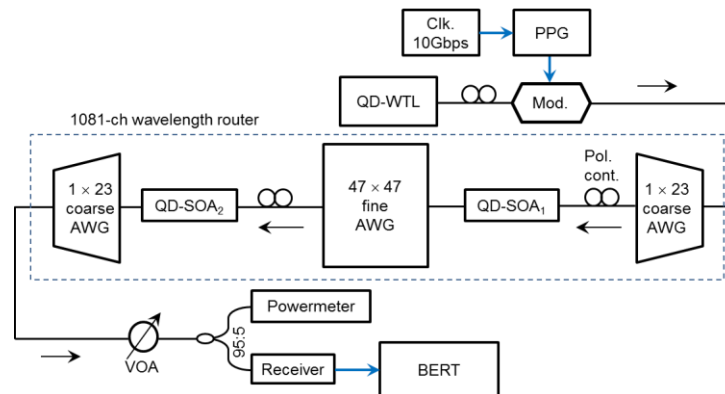 Clk.
10Gbps
PPG
QD-WTL
Mod.
1081-ch wavelength router
1 × 23
coarse
AWG
QD-SOA₂
47 × 47
fine
AWG
QD-SOA₁
Pol.
cont.
1 × 23
coarse
AWG
VOA
95:5
Powermeter
Receiver
BERT